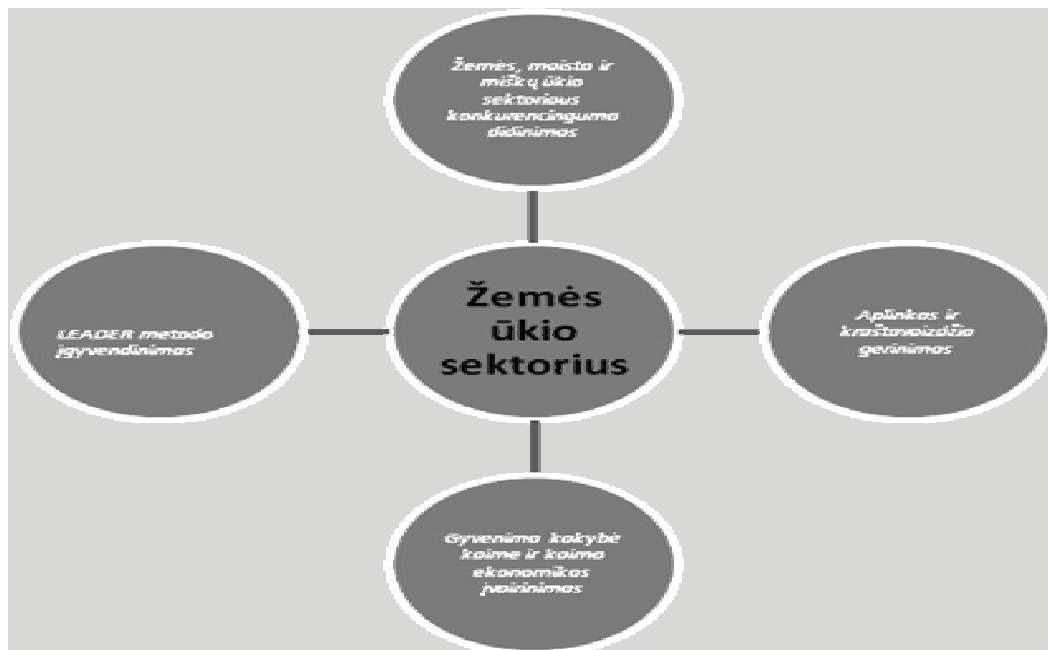 Žemės, maisto ir
miškų ūkio
sektoriaus
konkurencingumo
didinimas
LEADER metodo
įgyvendinimas
Žemės
ūkio
sektorius
Aplinkos ir
kraštovaizdžio
gerinimas
Gyvenimo kokybė
kaime ir kaimo
ekonomikos
įvairinimas